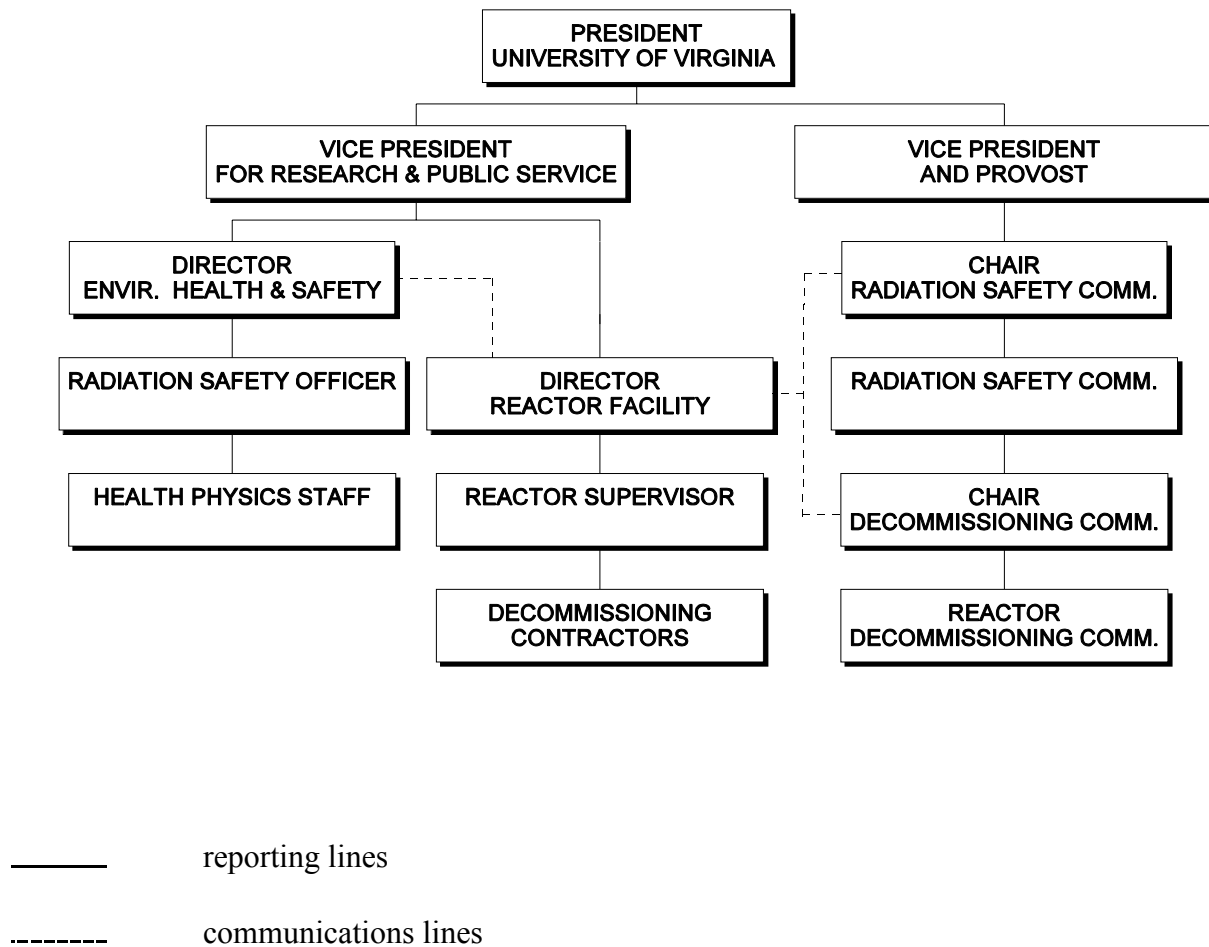 PRESIDENT
UNIVERSITY OF VIRGINIA
VICE PRESIDENT
FOR RESEARCH & PUBLIC SERVICE
VICE PRESIDENT
AND PROVOST
DIRECTOR
ENVIR. HEALTH & SAFETY
CHAIR
RADIATION SAFETY COMM.
RADIATION SAFETY OFFICER
DIRECTOR
REACTOR FACILITY
RADIATION SAFETY COMM.
HEALTH PHYSICS STAFF
REACTOR SUPERVISOR
CHAIR
DECOMMISSIONING COMM.
DECOMMISSIONING
CONTRACTORS
REACTOR
DECOMMISSIONING COMM.
reporting lines
communications lines